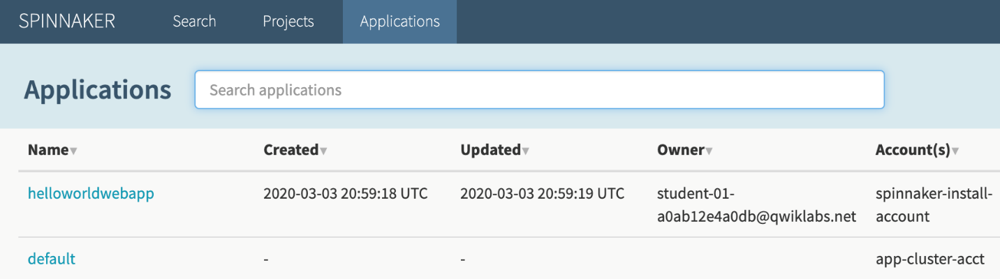 SPINNAKER Search Projects Applications
Applications Search applications
Name▾ Created▾ Updated▾ Owner▾ Account(s)▾
helloworldwebapp 2020-03-03 20:59:18 UTC 2020-03-03 20:59:19 UTC student-01- spinnaker-install-
a0ab12e4a0db@qwiklabs.net account
default - - app-cluster-acct